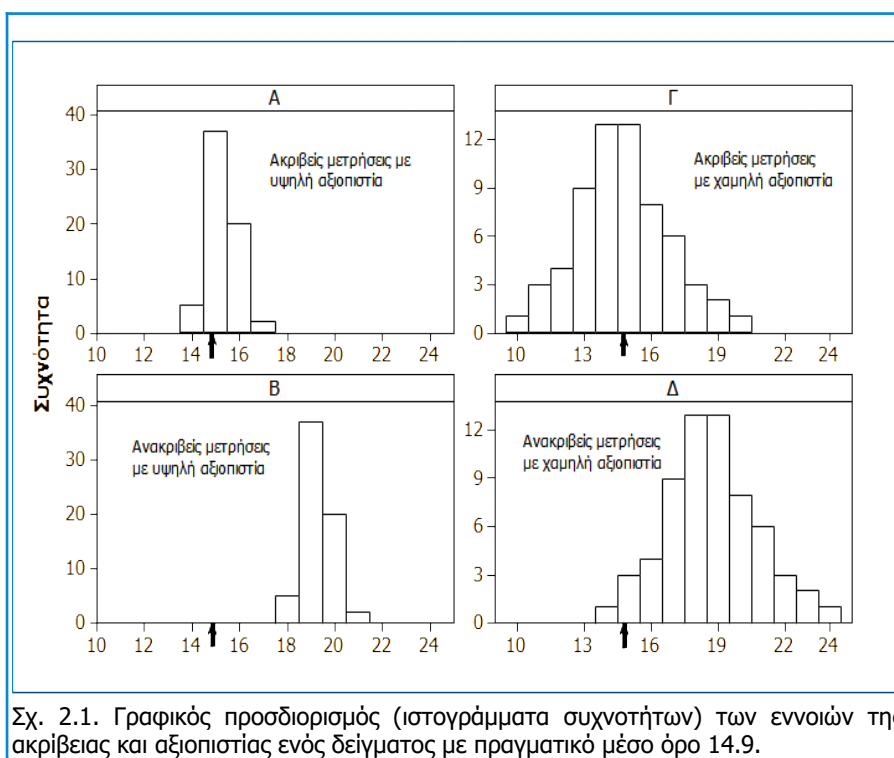 Α
Γ
40
30
20
10
0
12
9
6
3
0
Ακριβείς μετρήσεις με
υψηλή αξιοπιστία
Ακριβείς μετρήσεις
με χαμηλή αξιοπιστία
10 12 14 16 18 20 22 24
10 13 16 19 22 24
Συχνότητα
Β
Δ
40
30
20
10
0
12
9
6
3
0
Ανακριβείς μετρήσεις
με υψηλή αξιοπιστία
Ανακριβείς μετρήσεις
με χαμηλή αξιοπιστία
10 12 14 16 18 20 22 24
10 13 16 19 22 24
Σχ. 2.1. Γραφικός προσδιορισμός (ιστογράμματα συχνοτήτων) των εννοιών της
ακρίβειας και αξιοπιστίας ενός δείγματος με πραγματικό μέσο όρο 14.9.